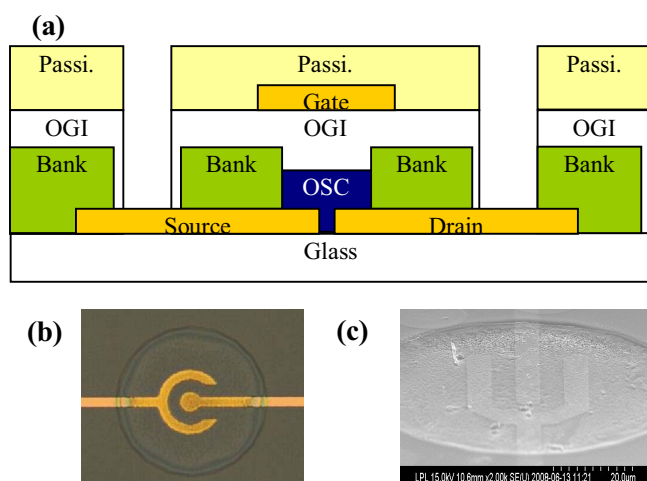 (a)
Passi. Passi. Passi.
Gate
OGI OGI OGI
Bank Bank Bank Bank
OSC
Source Drain
Glass
(b) (c)
LPL 15.0kV 10.6mm x2.00k SE(U) 2008-06-13 11:21 20.0um